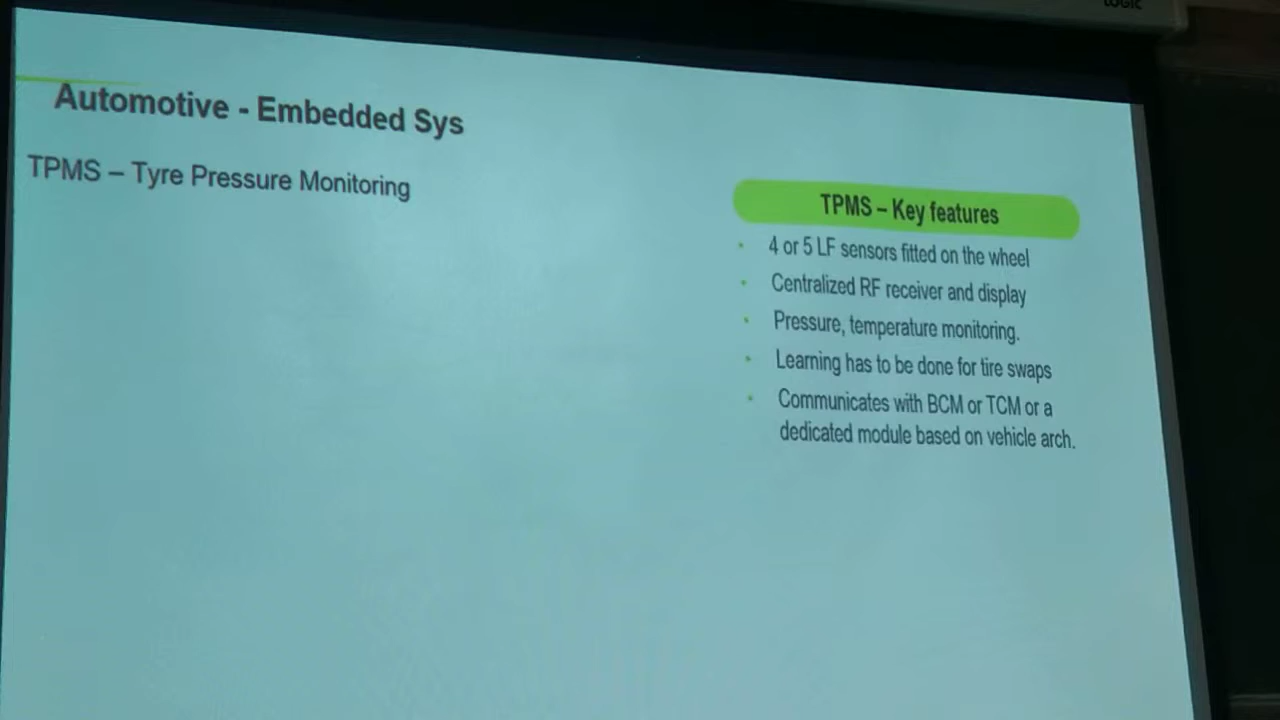 LOGIC
Automotive - Embedded Sys
TPMS – Tyre Pressure Monitoring
TPMS – Key features
• 4 or 5 LF sensors fitted on the wheel
• Centralized RF receiver and display
• Pressure, temperature monitoring.
• Learning has to be done for tire swaps
• Communicates with BCM or TCM or a
dedicated module based on vehicle arch.